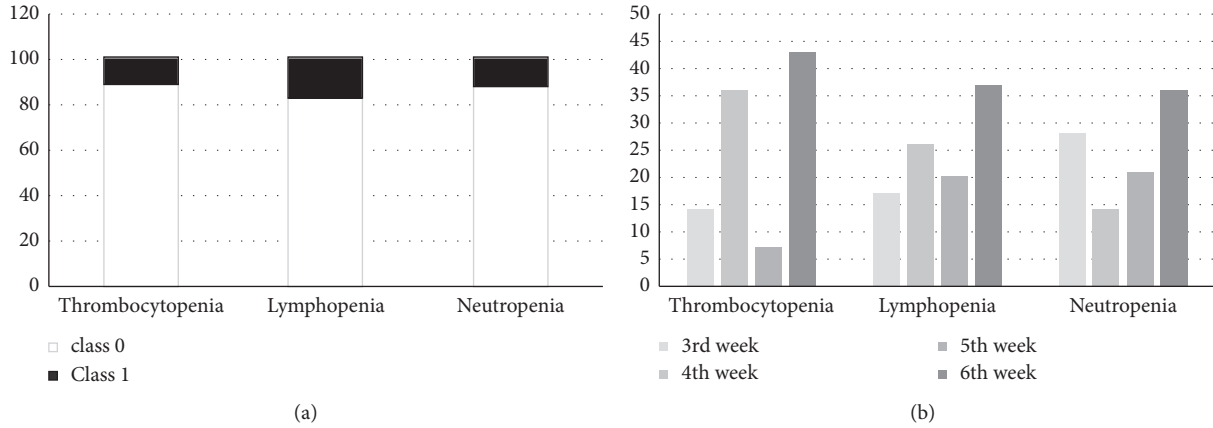 120
100
80
60
40
20
0
Thrombocytopenia Lymphopenia Neutropenia
class 0
Class 1
(a)
50
45
40
35
30
25
20
15
10
5
0
Thrombocytopenia Lymphopenia Neutropenia
3rd week 5th week
4th week 6th week
(b)